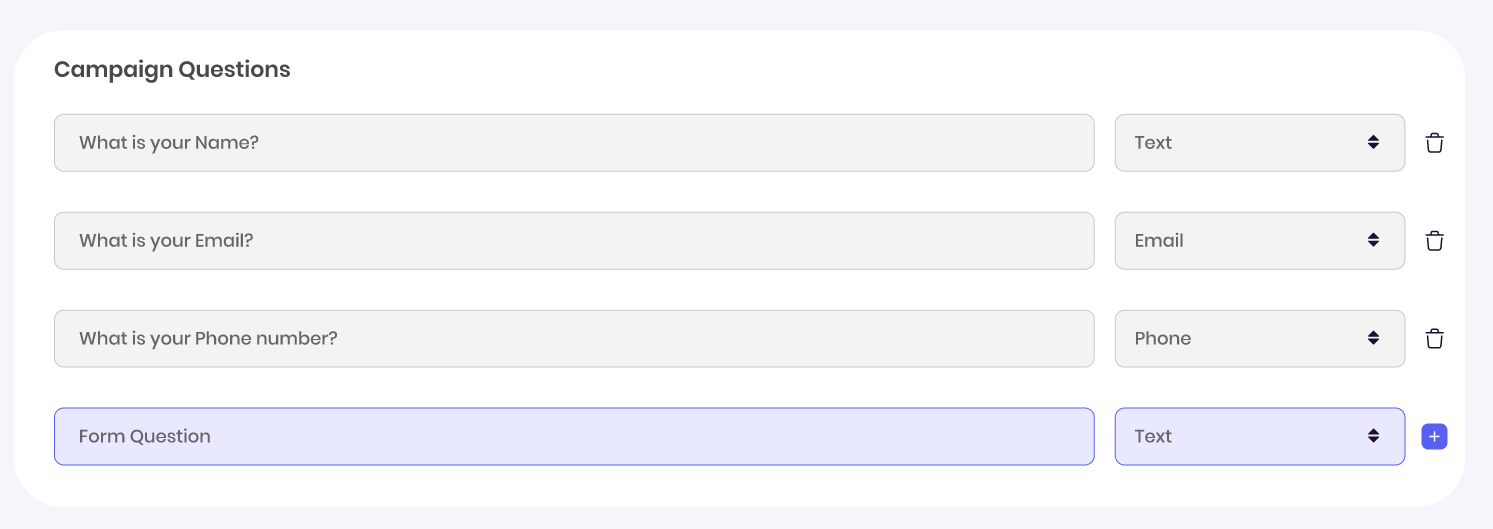 Campaign Questions
What is your Name? Text
What is your Email? Email
What is your Phone number? Phone
Form Question Text